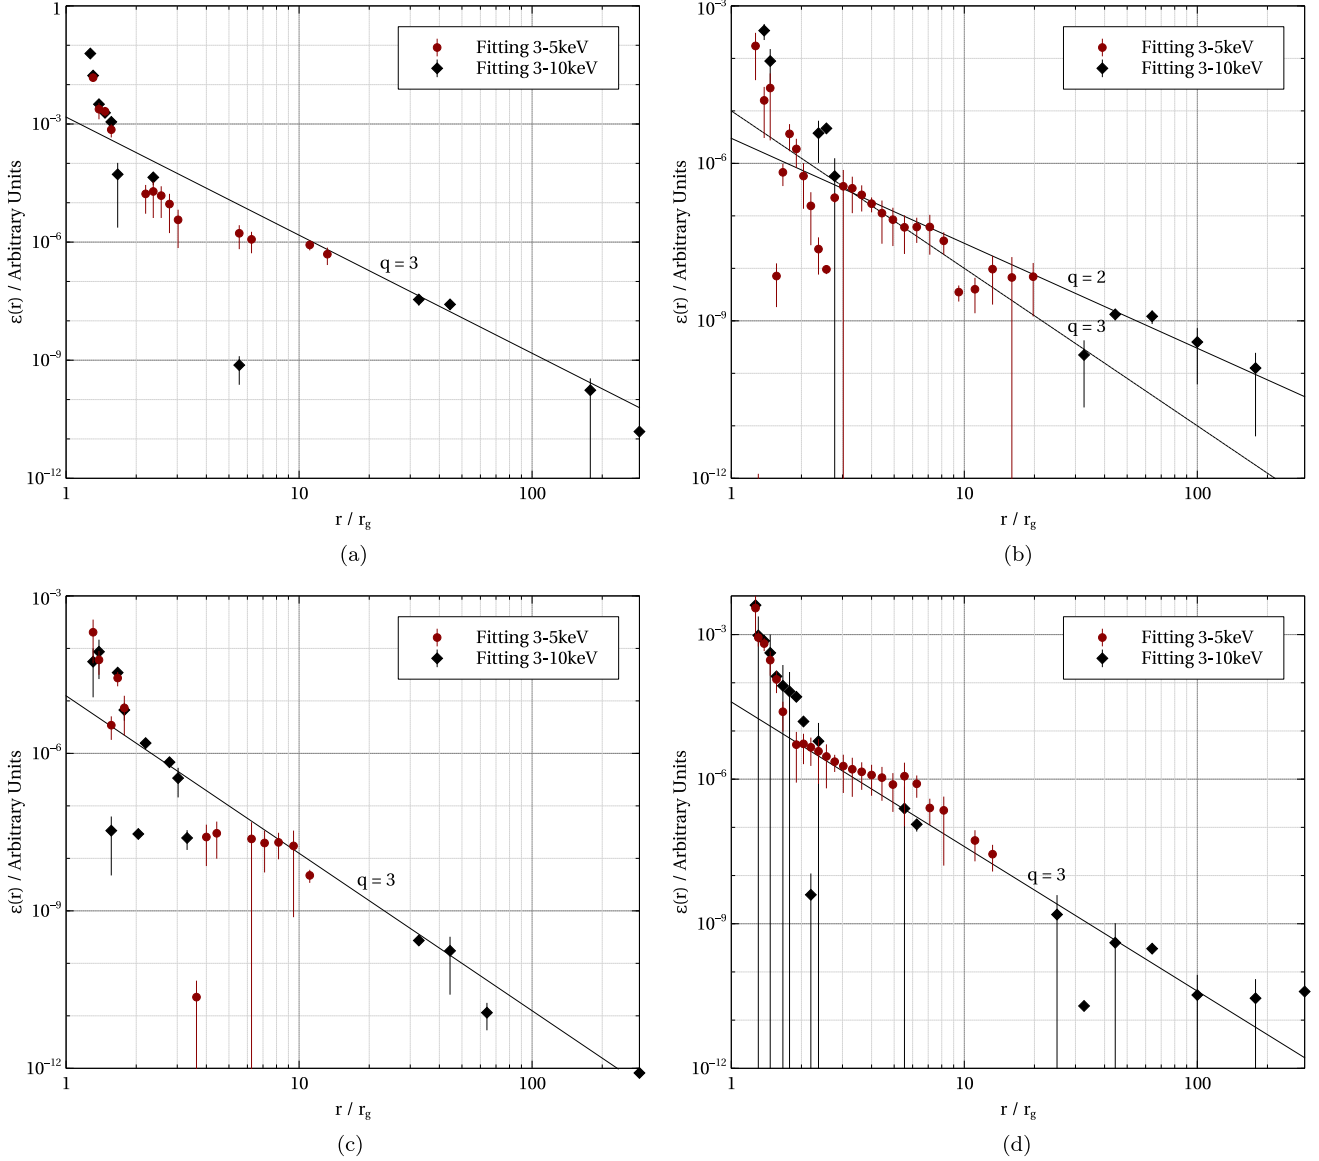 1
10⁻³
10⁻⁶
10⁻⁹
10⁻¹²
ε(r) / Arbitrary Units
Fitting 3-5keV
Fitting 3-10keV
q = 3
1
10
100
r / r_g
(a)
10⁻³
10⁻⁶
10⁻⁹
10⁻¹²
ε(r) / Arbitrary Units
Fitting 3-5keV
Fitting 3-10keV
q = 2
q = 3
1
10
100
r / r_g
(b)
10⁻³
10⁻⁶
10⁻⁹
10⁻¹²
ε(r) / Arbitrary Units
Fitting 3-5keV
Fitting 3-10keV
q = 3
1
10
100
r / r_g
(c)
10⁻³
10⁻⁶
10⁻⁹
10⁻¹²
ε(r) / Arbitrary Units
Fitting 3-5keV
Fitting 3-10keV
q = 3
1
10
100
r / r_g
(d)